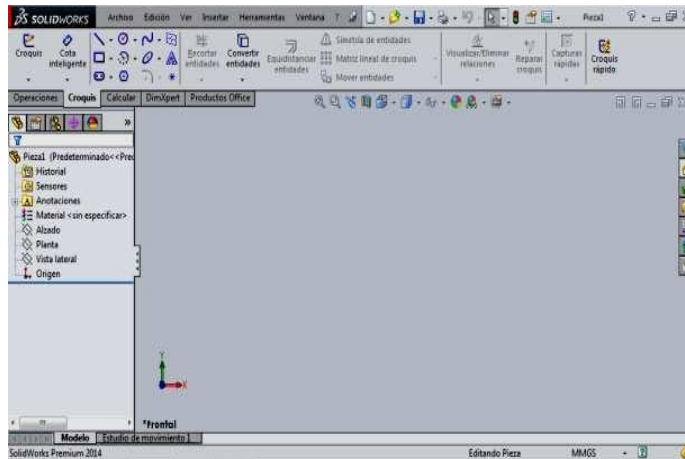 SOLIDWORKS Archivo Edición Ver Insertar Herramientas Ventana ? Pieza1
Croquis Cota inteligente Recortar entidades Convertir entidades Equidistanciar entidades Simetría de entidades Matriz lineal de croquis Mover entidades Visualizar/Eliminar relaciones Reparar croquis Capturas rápidas Croquis rápido
Operaciones Croquis Calcular DimXpert Productos Office
Pieza1 (Predeterminado<<Pre
Historial
Sensores
Anotaciones
Material <sin especificar>
Alzado
Planta
Vista lateral
Origen
Y
X
*Frontal
Modelo Estudio de movimiento 1
SolidWorks Premium 2014 Editando Pieza MMGS